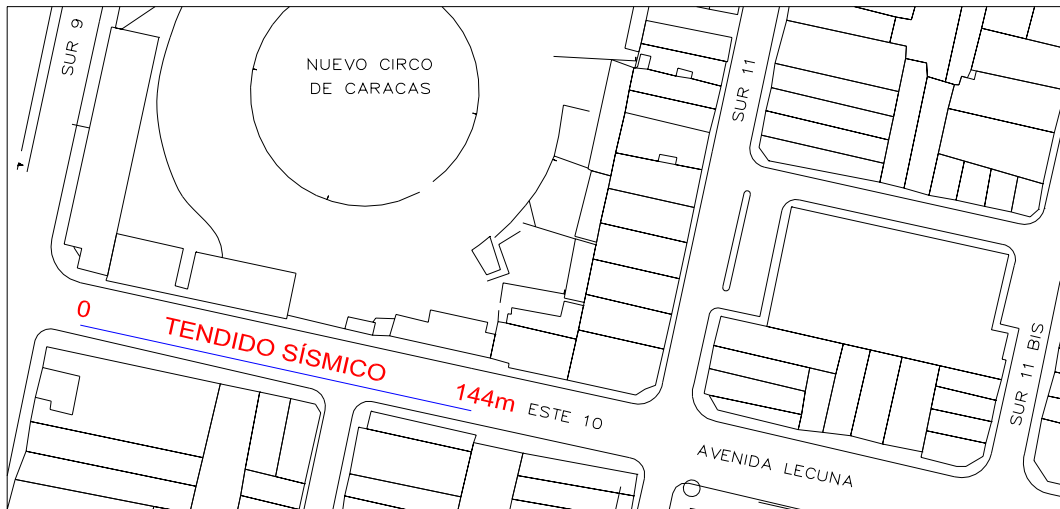 SUR 9
NUEVO CIRCO
DE CARACAS
SUR 11
0
TENDIDO SÍSMICO
144m
ESTE 10
AVENIDA LECUNA
SUR 11 BIS